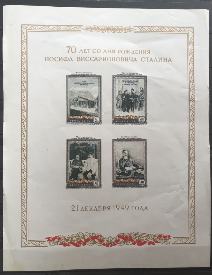 70 ЛЕТ СО ДНЯ РОЖДЕНИЯ
ИОСИФА ВИССАРИОНОВИЧА СТАЛИНА
21 ДЕКАБРЯ 1949 ГОДА